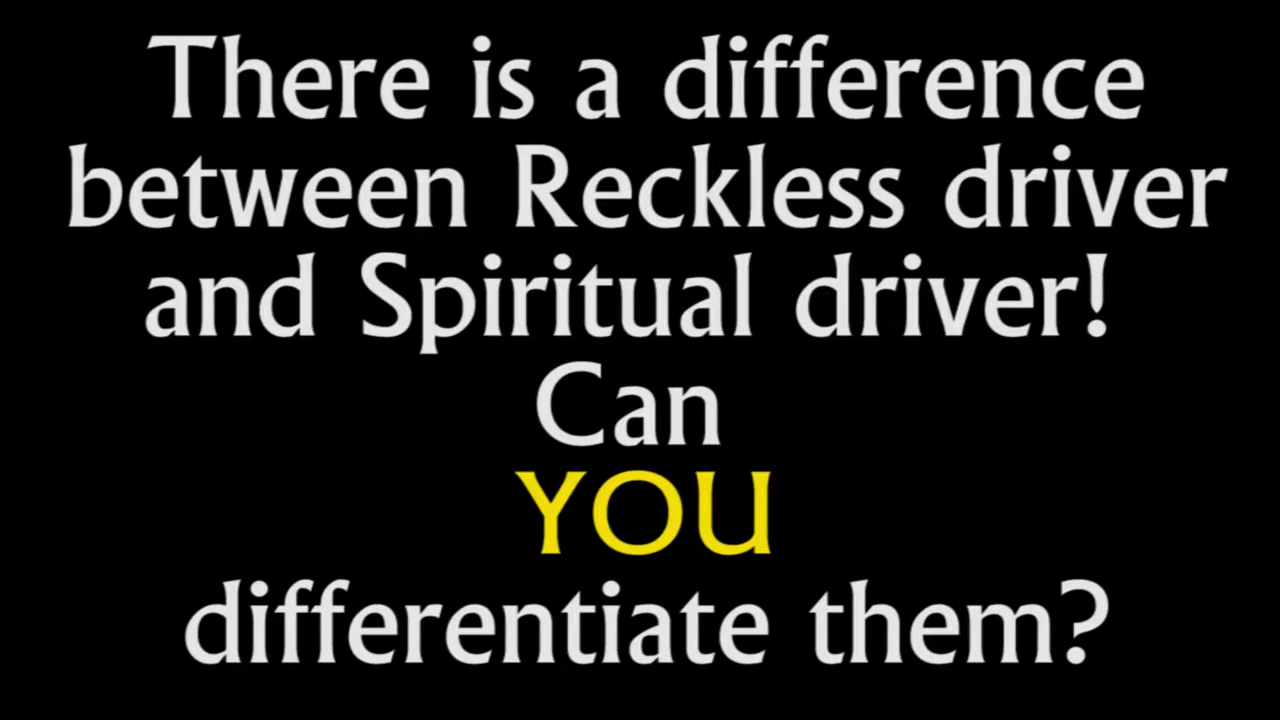 There is a difference
between Reckless driver
and Spiritual driver!
Can
YOU
differentiate them?